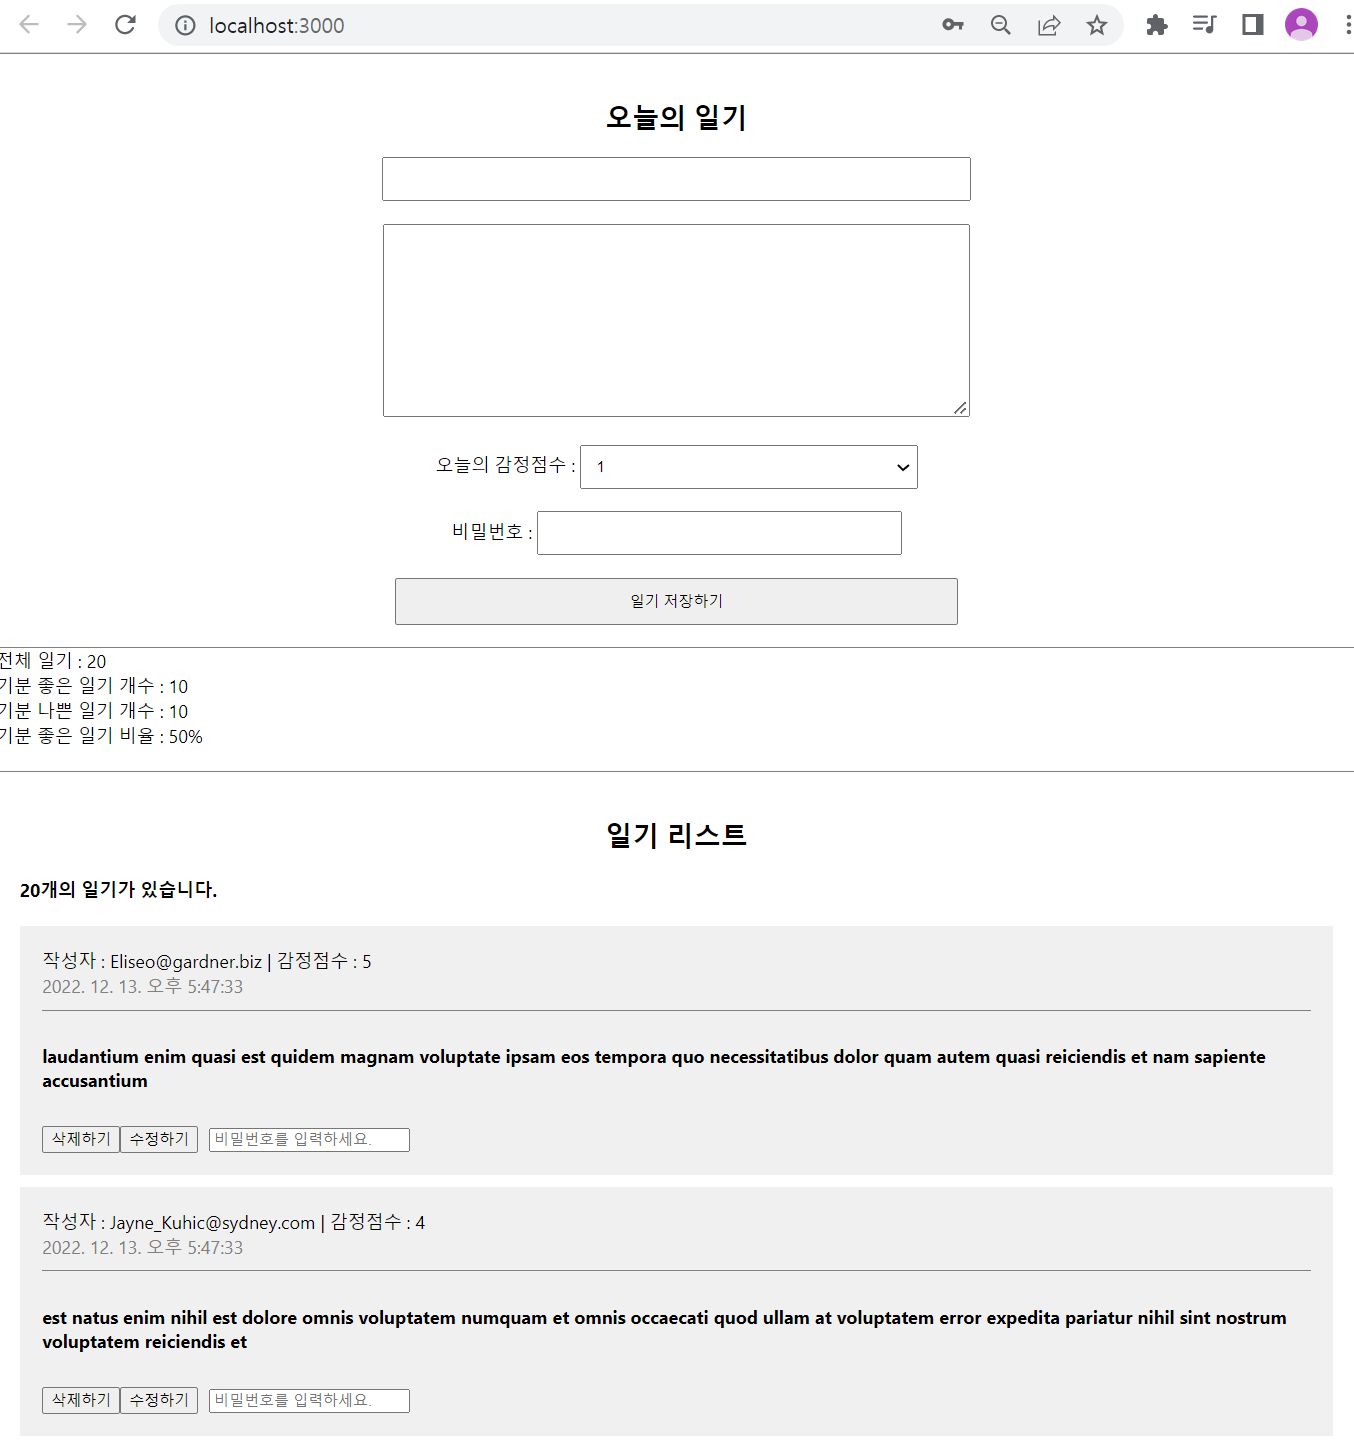 localhost:3000
오늘의 일기
오늘의 감정점수 : 1
비밀번호 :
일기 저장하기
전체 일기 : 20
기분 좋은 일기 개수 : 10
기분 나쁜 일기 개수 : 10
기분 좋은 일기 비율 : 50%
일기 리스트
20개의 일기가 있습니다.
작성자 : Eliseo@gardner.biz | 감정점수 : 5
2022. 12. 13. 오후 5:47:33
laudantium enim quasi est quidem magnam voluptate ipsam eos tempora quo necessitatibus dolor quam autem quasi reiciendis et nam sapiente
accusantium
삭제하기 수정하기 비밀번호를 입력하세요.
작성자 : Jayne_Kuhic@sydney.com | 감정점수 : 4
2022. 12. 13. 오후 5:47:33
est natus enim nihil est dolore omnis voluptatem numquam et omnis occaecati quod ullam at voluptatem error expedita pariatur nihil sint nostrum
voluptatem reiciendis et
삭제하기 수정하기 비밀번호를 입력하세요.